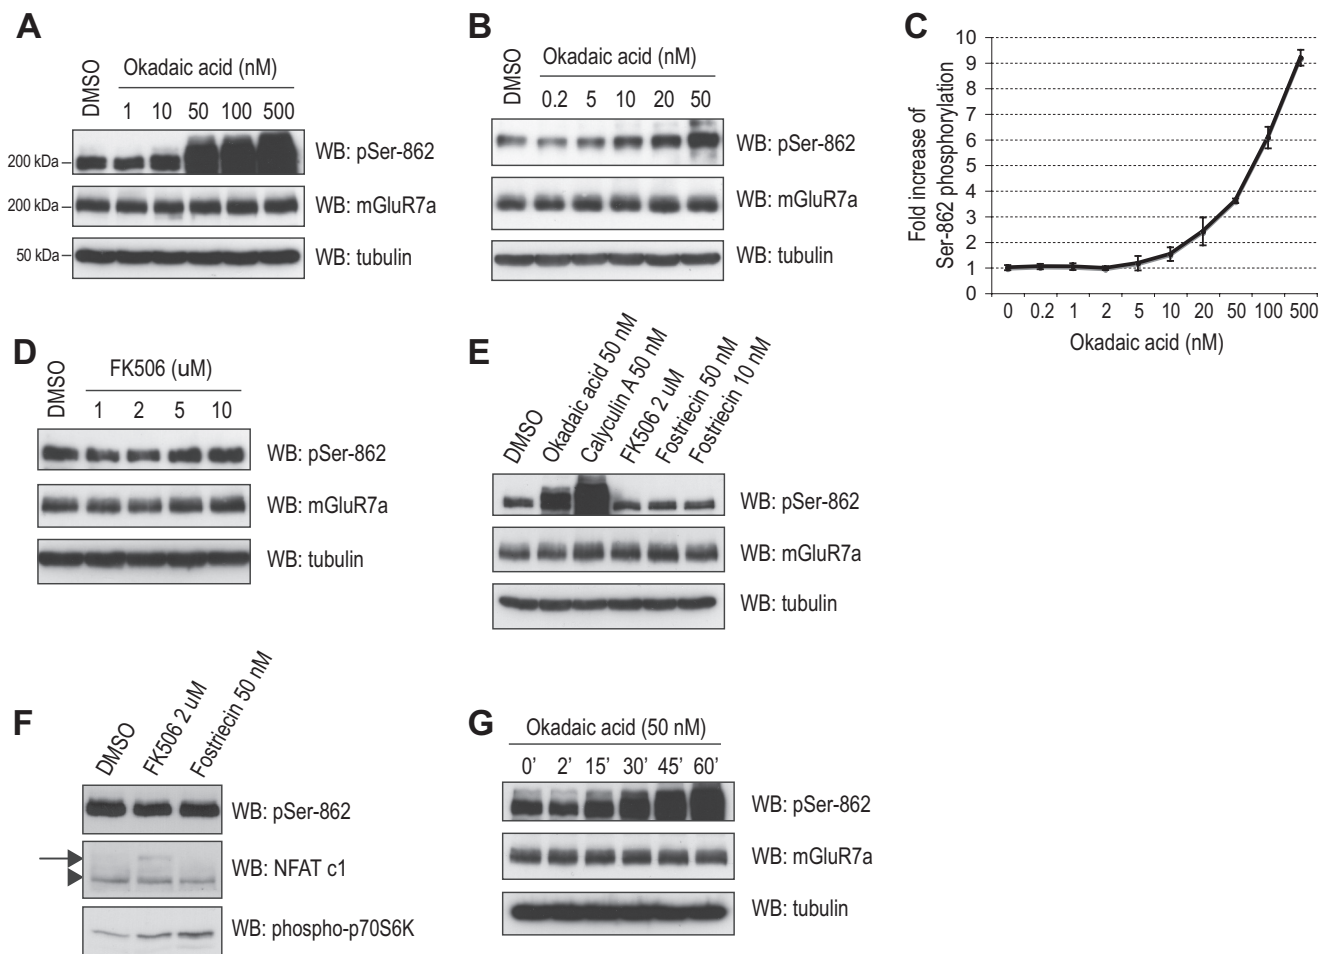 A
Okadaic acid (nM)
DMSO
1 10 50 100 500
200 kDa
WB: pSer-862
200 kDa
WB: mGluR7a
50 kDa
WB: tubulin
B
Okadaic acid (nM)
DMSO
0.2 5 10 20 50
WB: pSer-862
WB: mGluR7a
WB: tubulin
C
Fold increase of
Ser-862 phosphorylation
10
9
8
7
6
5
4
3
2
1
0
0 0.2 1 2 5 10 20 50 100 500
Okadaic acid (nM)
D
FK506 (uM)
DMSO
1 2 5 10
WB: pSer-862
WB: mGluR7a
WB: tubulin
E
DMSO
Okadaic acid 50 nM
Calyculin A 50 nM
FK506 2 uM
Fostriecin 50 nM
Fostriecin 10 nM
WB: pSer-862
WB: mGluR7a
WB: tubulin
F
DMSO
FK506 2 uM
Fostriecin 50 nM
WB: pSer-862
WB: NFAT c1
WB: phospho-p70S6K
G
Okadaic acid (50 nM)
0’ 2’ 15’ 30’ 45’ 60’
WB: pSer-862
WB: mGluR7a
WB: tubulin